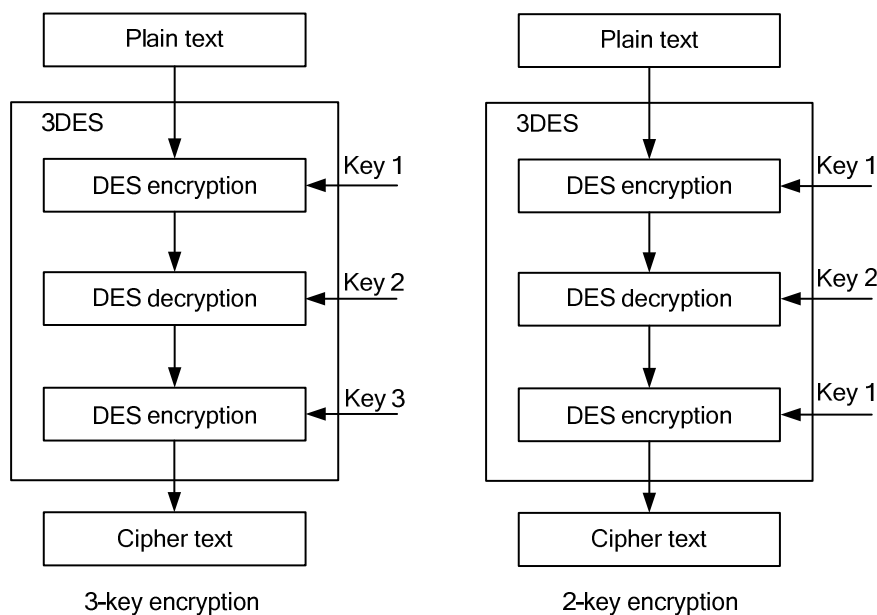 Plain text
3DES
Key 1
DES encryption
Key 2
DES decryption
Key 3
DES encryption
Cipher text
3-key encryption
Plain text
3DES
Key 1
DES encryption
Key 2
DES decryption
Key 1
DES encryption
Cipher text
2-key encryption